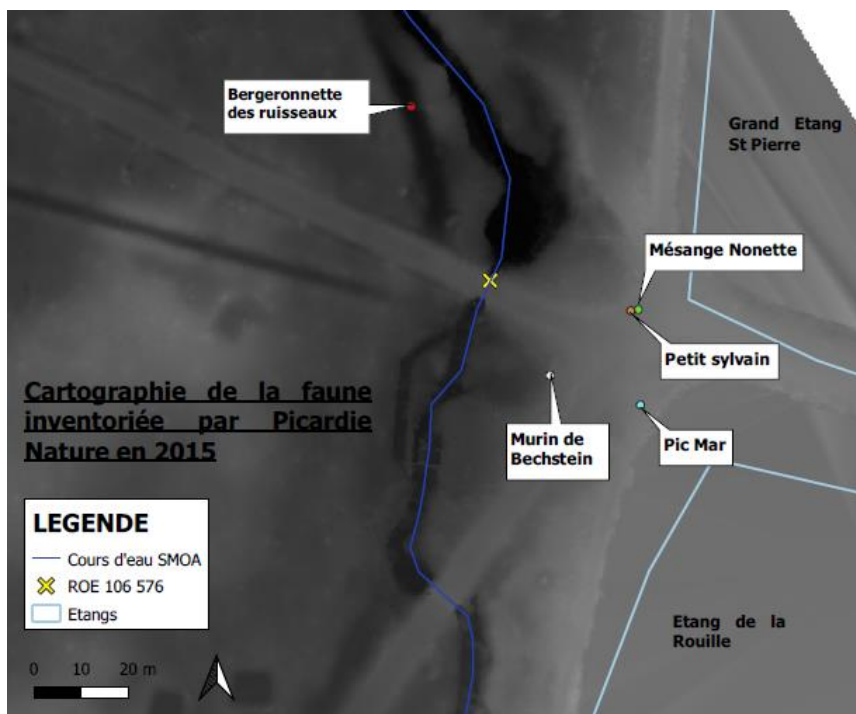 Bergeronnette
des ruisseaux
Grand Etang
St Pierre
Mésange Nonette
Petit sylvain
Cartographie de la faune
inventoriée par Picardie
Nature en 2015
Murin de
Bechstein
Pic Mar
LEGENDE
Cours d'eau SMOA
ROE 106 576
Etangs
Etang de la
Rouille
0 10 20 m